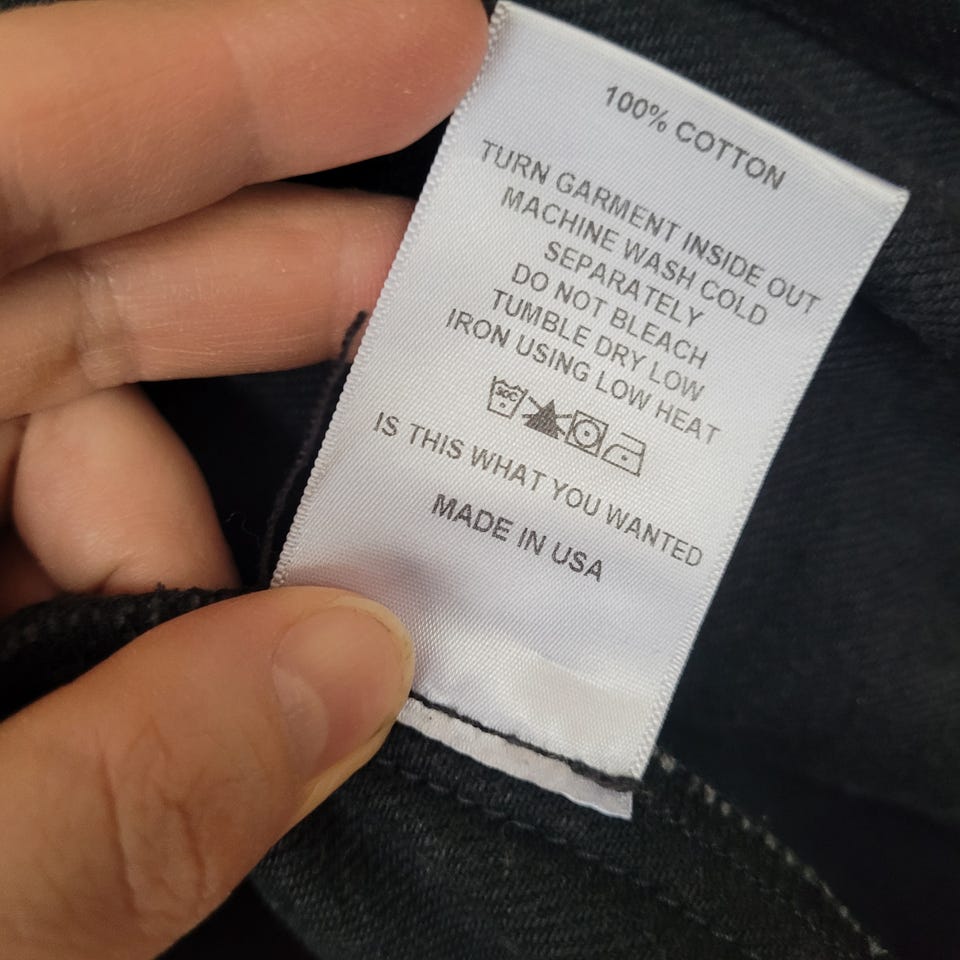 100% COTTON
TURN GARMENT INSIDE OUT
MACHINE WASH COLD
SEPARATELY
DO NOT BLEACH
TUMBLE DRY LOW
IRON USING LOW HEAT
IS THIS WHAT YOU WANTED
MADE IN USA